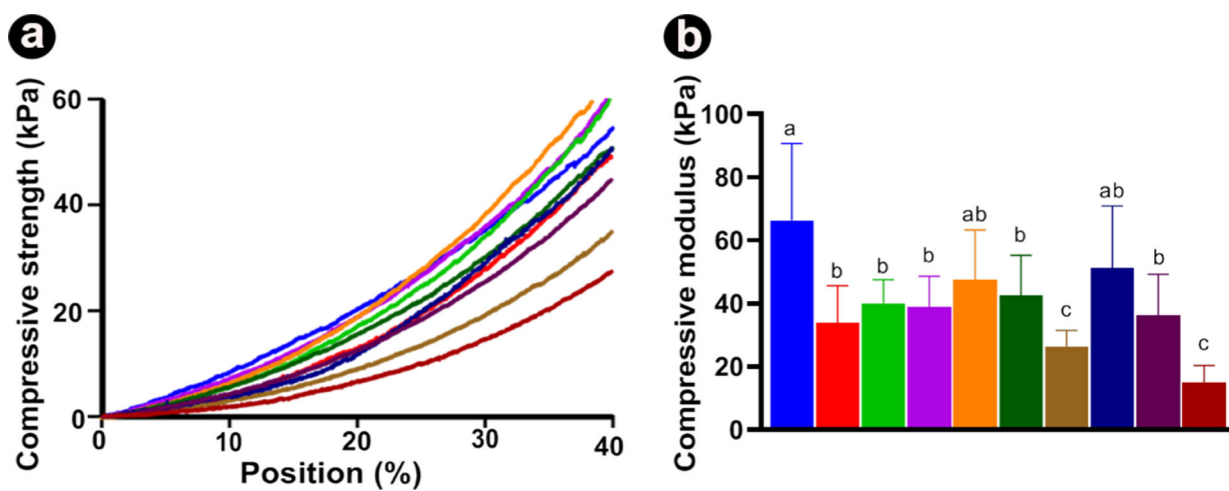 a
Compressive strength (kPa)
60
40
20
0
0 10 20 30 40
Position (%)
b
Compressive modulus (kPa)
100
80
60
40
20
0
a b b b ab b c ab b c